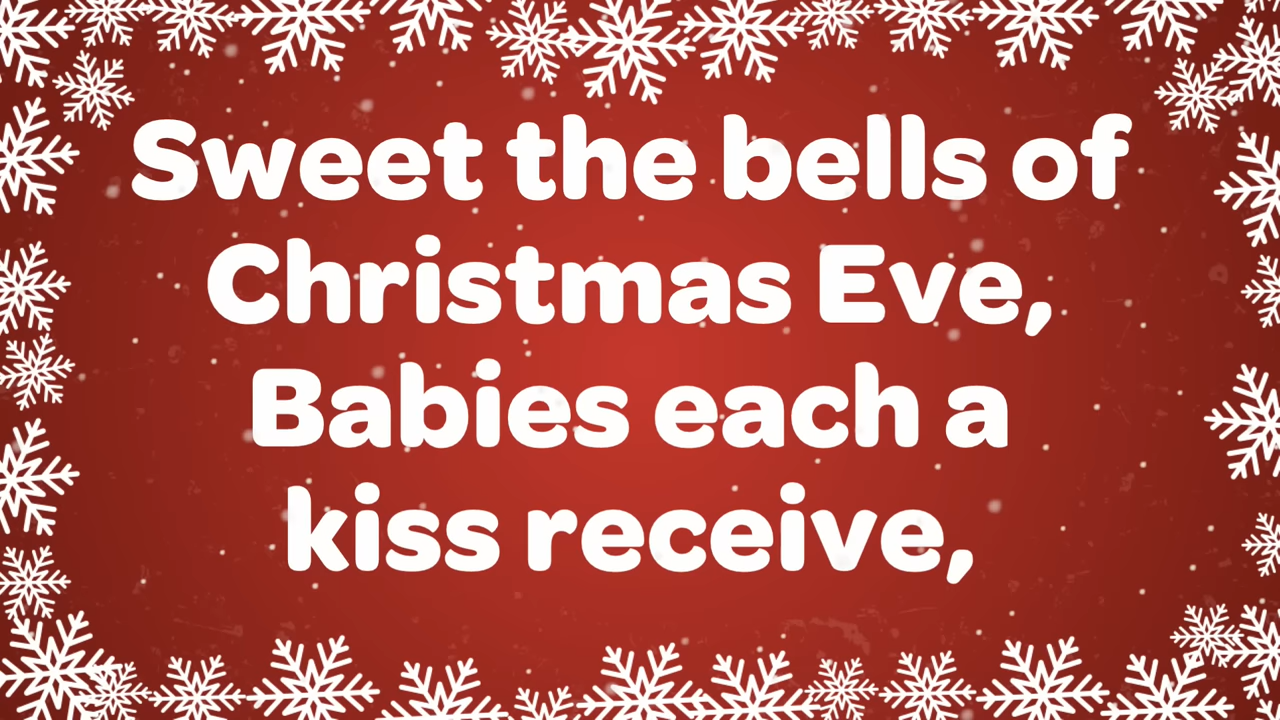 Sweet the bells of
Christmas Eve,
Babies each a
kiss receive,